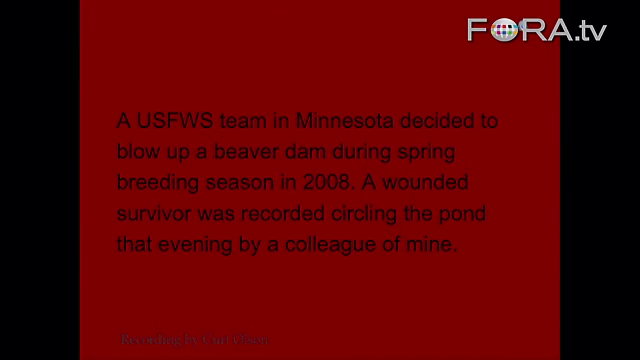 FORA.tv
A USFWS team in Minnesota decided to
blow up a beaver dam during spring
breeding season in 2008. A wounded
survivor was recorded circling the pond
that evening by a colleague of mine.
Recording by Curt Olson